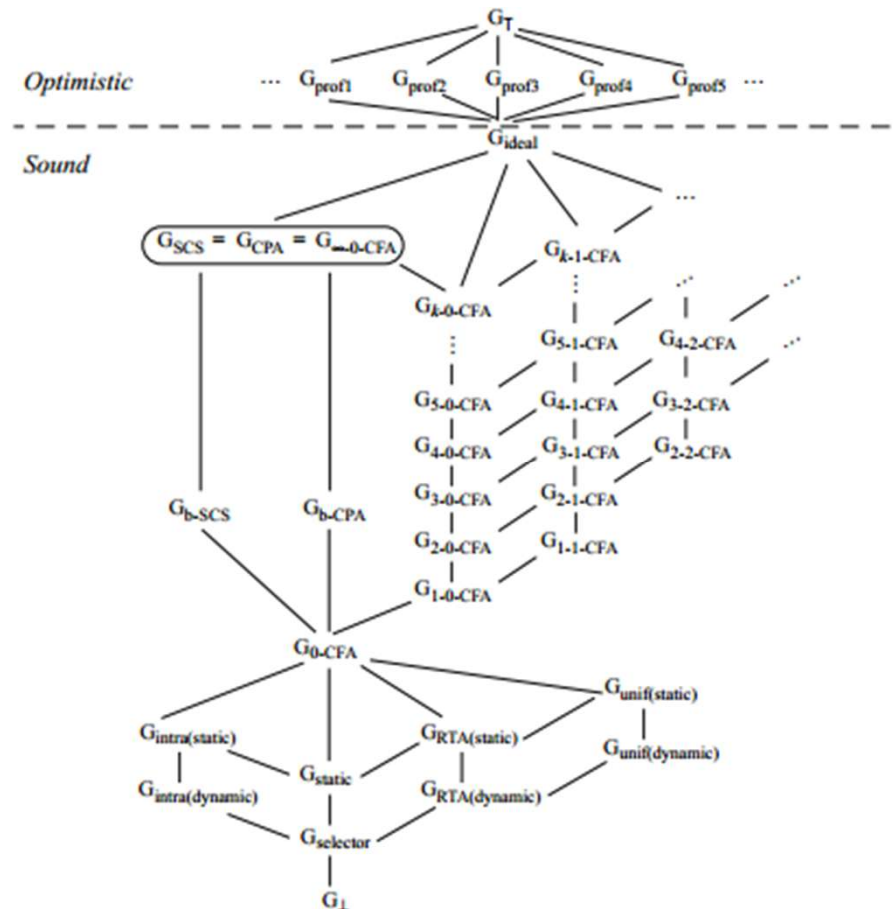 G⊤
Optimistic ... Gprof1 Gprof2 Gprof3 Gprof4 Gprof5 ...
Gideal
Sound
...
GSCS = GCPA = G∞-0-CFA
Gk-1-CFA
Gk-0-CFA
G5-1-CFA G4-2-CFA
G5-0-CFA G4-1-CFA G3-2-CFA
G4-0-CFA G3-1-CFA G2-2-CFA
G3-0-CFA G2-1-CFA
Gb-SCS Gb-CPA
G2-0-CFA G1-1-CFA
G1-0-CFA
G0-CFA
Gunif(static)
Gintra(static) GRTA(static)
Gunif(dynamic)
Gstatic
Gintra(dynamic) GRTA(dynamic)
Gselector
G⊥